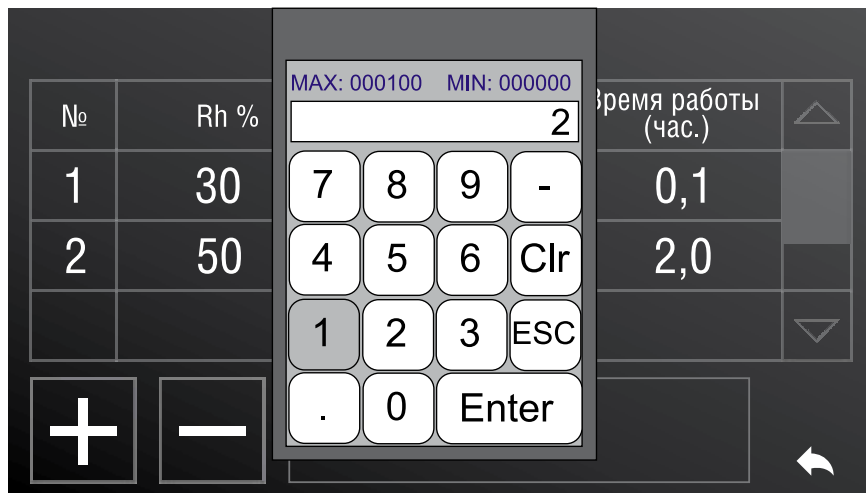 MAX: 000100 MIN: 000000
2
№ Rh % Время работы
(час.)
1 30 0,1
2 50 2,0
7 8 9 -
4 5 6 Clr
1 2 3 ESC
. 0 Enter